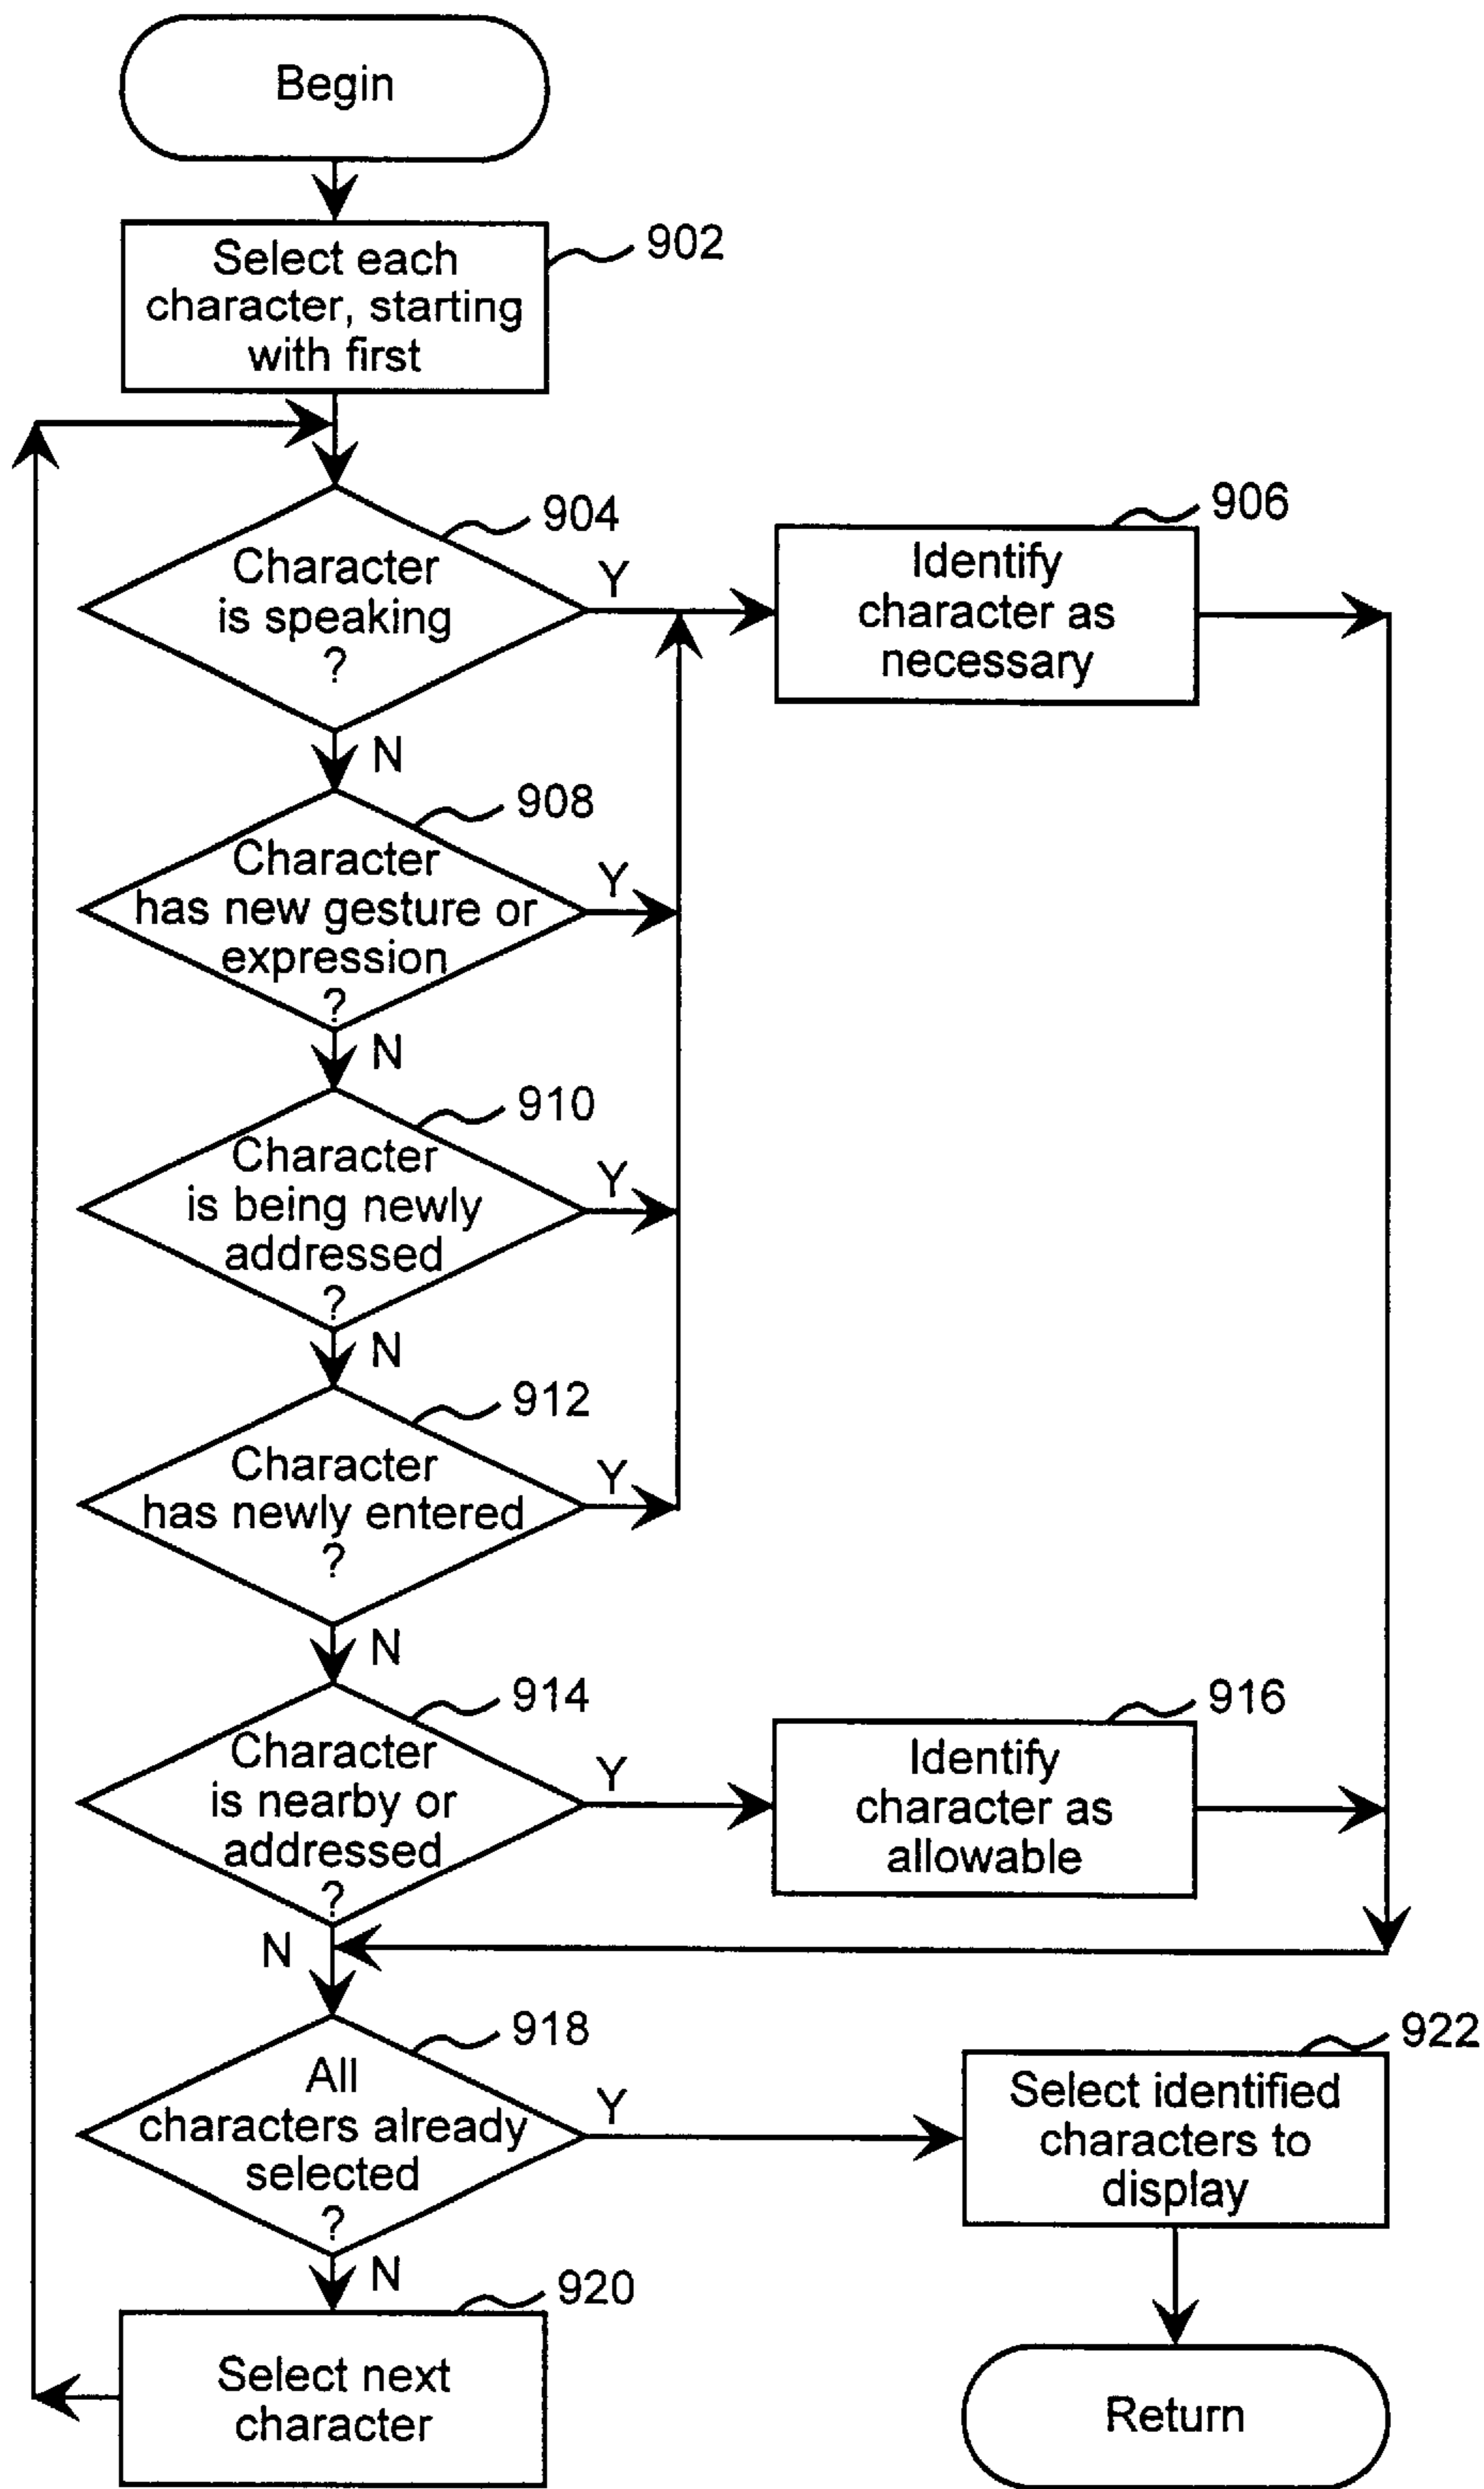 Begin
902
Select each
character, starting
with first
904
Character
is speaking
?
Y
906
Identify
character as
necessary
N
908
Character
has new gesture or
expression
?
Y
N
910
Character
is being newly
addressed
?
Y
N
912
Character
has newly entered
?
Y
N
914
Character
is nearby or
addressed
?
Y
916
Identify
character as
allowable
N
918
All
characters already
selected
?
Y
922
Select identified
characters to
display
N
920
Select next
character
Return